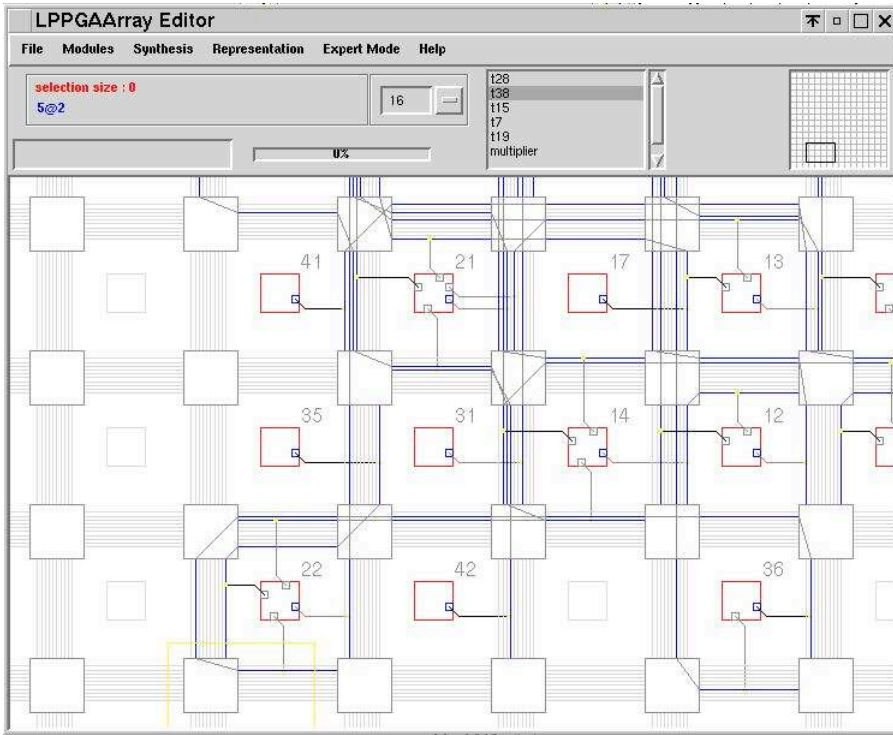 LPPGAArray Editor
File Modules Synthesis Representation Expert Mode Help
selection size : 0
5@2
16
t28
t38
t15
t7
t19
multiplier
0%
41 21 17 13
35 31 14 12
22 42 36